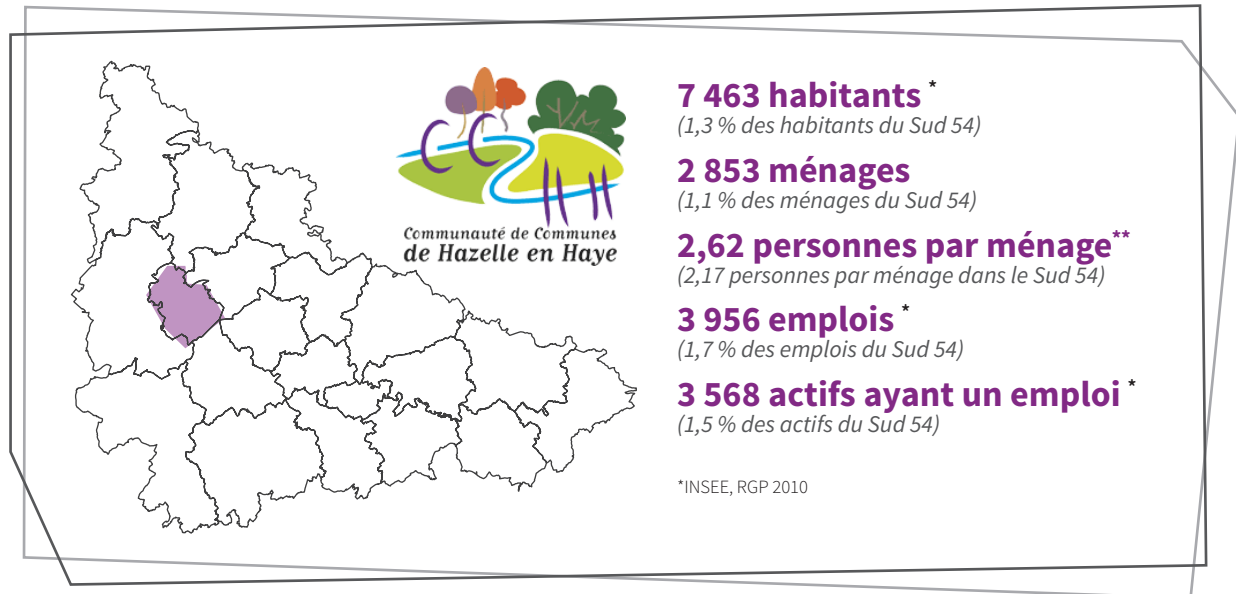 Communauté de Communes
de Hazelle en Haye
7 463 habitants *
(1,3 % des habitants du Sud 54)
2 853 ménages
(1,1 % des ménages du Sud 54)
2,62 personnes par ménage**
(2,17 personnes par ménage dans le Sud 54)
3 956 emplois *
(1,7 % des emplois du Sud 54)
3 568 actifs ayant un emploi *
(1,5 % des actifs du Sud 54)
*INSEE, RGP 2010